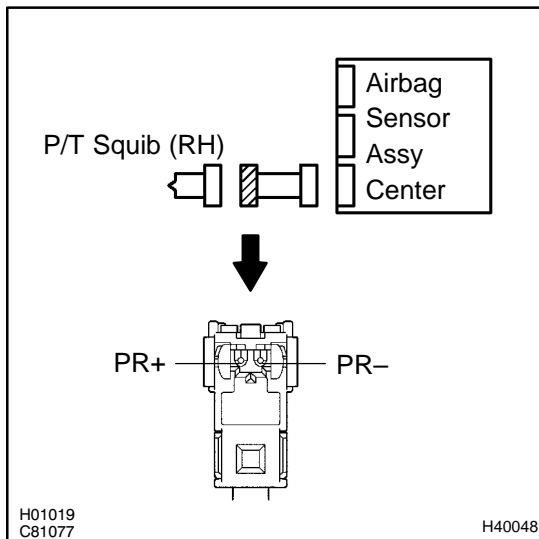 Airbag
Sensor
Assy
Center
P/T Squib (RH)
PR+
PR–
H01019
C81077
H40048